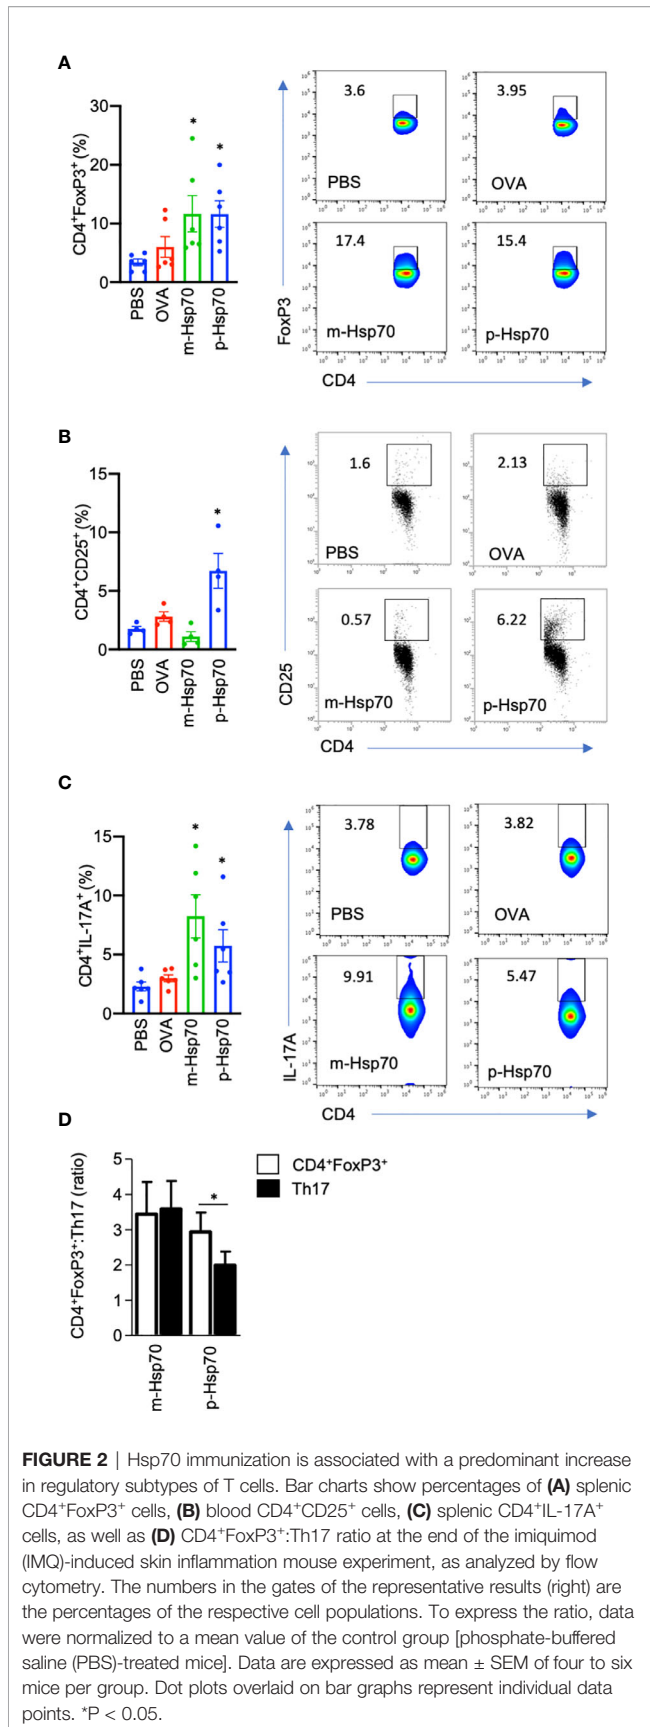 A
30
20
10
0
CD4⁺FoxP3⁺ (%)
*
*
PBS
OVA
m-Hsp70
p-Hsp70
3.6
PBS
3.95
OVA
17.4
m-Hsp70
15.4
p-Hsp70
FoxP3
CD4
B
15
10
5
0
CD4⁺CD25⁺ (%)
*
PBS
OVA
m-Hsp70
p-Hsp70
1.6
PBS
2.13
OVA
0.57
m-Hsp70
6.22
p-Hsp70
CD25
CD4
C
15
10
5
0
CD4⁺IL-17A⁺ (%)
*
*
PBS
OVA
m-Hsp70
p-Hsp70
3.78
PBS
3.82
OVA
9.91
m-Hsp70
5.47
p-Hsp70
IL-17A
CD4
D
5
4
3
2
1
0
CD4⁺FoxP3⁺:Th17 (ratio)
*
m-Hsp70
p-Hsp70
CD4⁺FoxP3⁺
Th17
FIGURE 2 | Hsp70 immunization is associated with a predominant increase
in regulatory subtypes of T cells. Bar charts show percentages of (A) splenic
CD4⁺FoxP3⁺ cells, (B) blood CD4⁺CD25⁺ cells, (C) splenic CD4⁺IL-17A⁺
cells, as well as (D) CD4⁺FoxP3⁺:Th17 ratio at the end of the imiquimod
(IMQ)-induced skin inflammation mouse experiment, as analyzed by flow
cytometry. The numbers in the gates of the representative results (right) are
the percentages of the respective cell populations. To express the ratio, data
were normalized to a mean value of the control group [phosphate-buffered
saline (PBS)-treated mice]. Data are expressed as mean ± SEM of four to six
mice per group. Dot plots overlaid on bar graphs represent individual data
points. *P < 0.05.